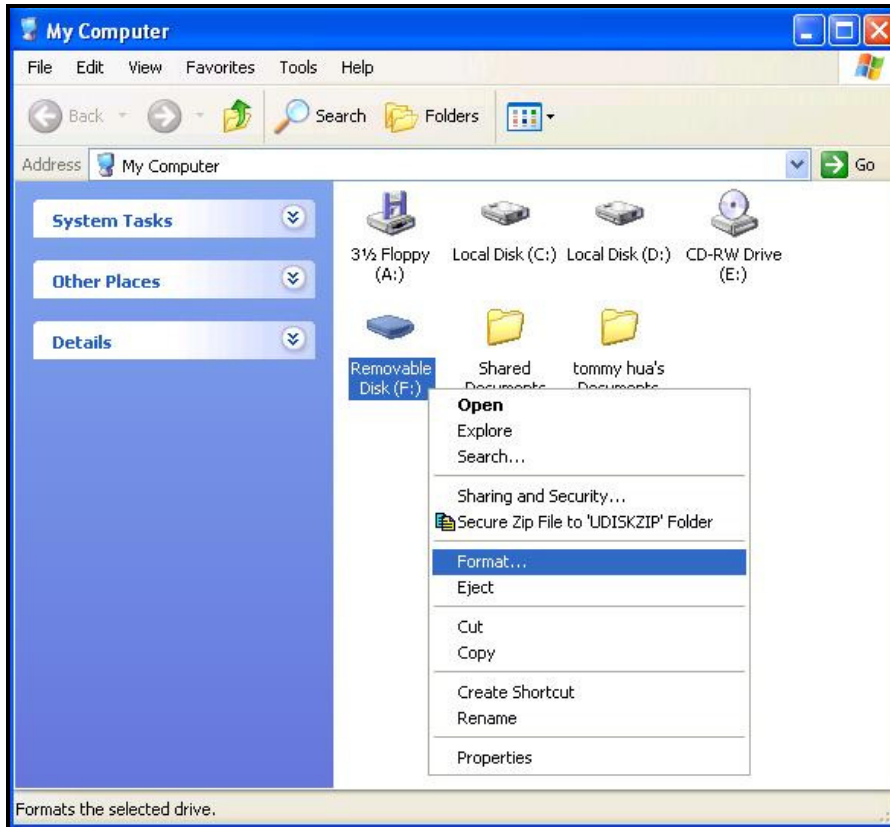 My Computer
File Edit View Favorites Tools Help
Back Search Folders
Address My Computer Go
System Tasks
Other Places
Details
3½ Floppy (A:)
Local Disk (C:)
Local Disk (D:)
CD-RW Drive (E:)
Removable Disk (F:)
Shared Documents
tommy hua's Documents
Open
Explore
Search...
Sharing and Security...
Secure Zip File to 'UDISKZIP' Folder
Format...
Eject
Cut
Copy
Create Shortcut
Rename
Properties
Formats the selected drive.